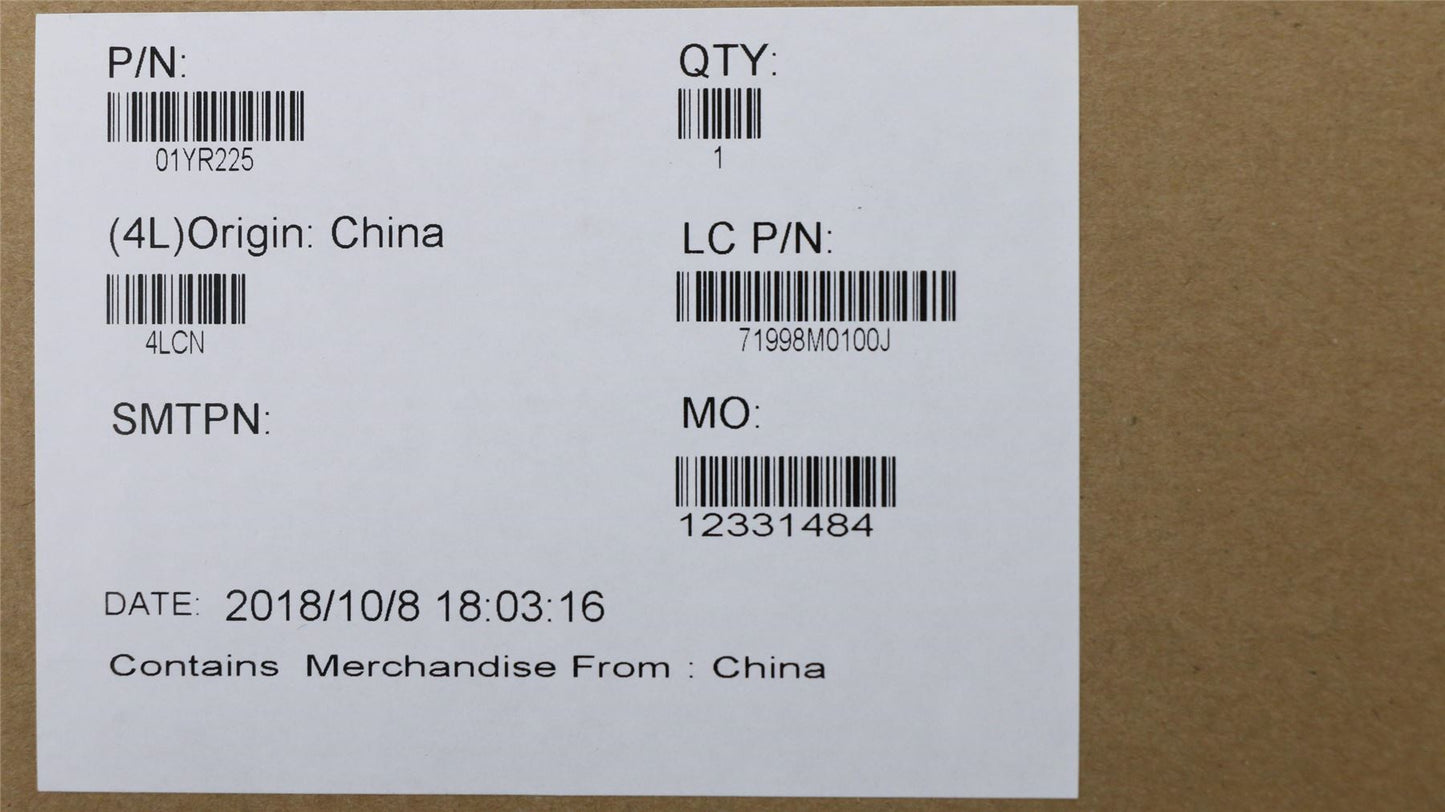 P/N:
01YR225
QTY:
1
(4L)Origin: China
4LCN
LC P/N:
71998M0100J
SMTPN:
MO:
12331484
DATE: 2018/10/8 18:03:16
Contains Merchandise From : China